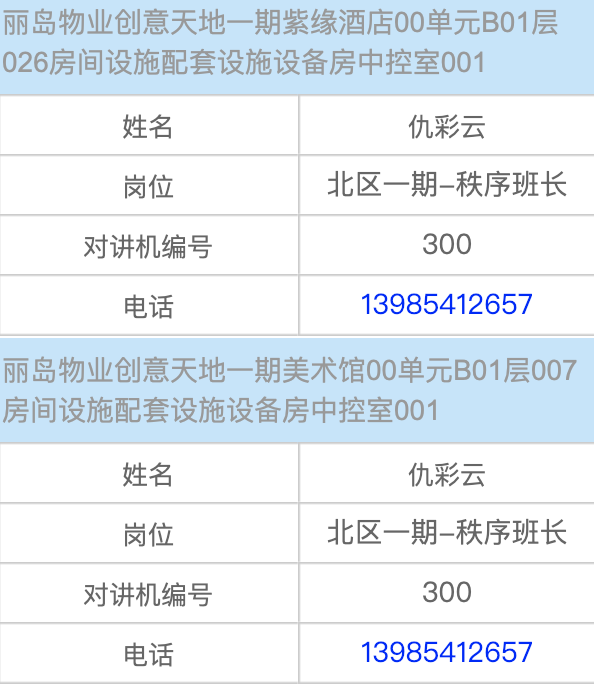 丽岛物业创意天地一期紫缘酒店00单元B01层
026房间设施配套设施设备房中控室001
姓名 仇彩云
岗位 北区一期-秩序班长
对讲机编号 300
电话 13985412657
丽岛物业创意天地一期美术馆00单元B01层007
房间设施配套设施设备房中控室001
姓名 仇彩云
岗位 北区一期-秩序班长
对讲机编号 300
电话 13985412657